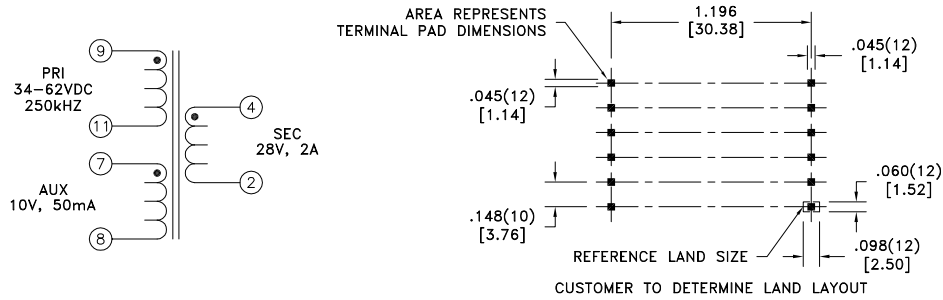 9
PRI
34-62VDC
250kHZ
11
7
AUX
10V, 50mA
8
4
SEC
28V, 2A
2
AREA REPRESENTS
TERMINAL PAD DIMENSIONS
1.196
[30.38]
.045(12)
[1.14]
.045(12)
[1.14]
.060(12)
[1.52]
.148(10)
[3.76]
REFERENCE LAND SIZE
.098(12)
[2.50]
CUSTOMER TO DETERMINE LAND LAYOUT